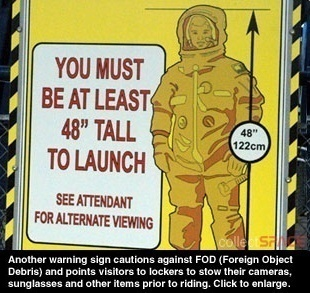 YOU MUST
BE AT LEAST
48" TALL
TO LAUNCH
SEE ATTENDANT
FOR ALTERNATE VIEWING
48"
122cm
collectSPACE
Another warning sign cautions against FOD (Foreign Object
Debris) and points visitors to lockers to stow their cameras,
sunglasses and other items prior to riding. Click to enlarge.